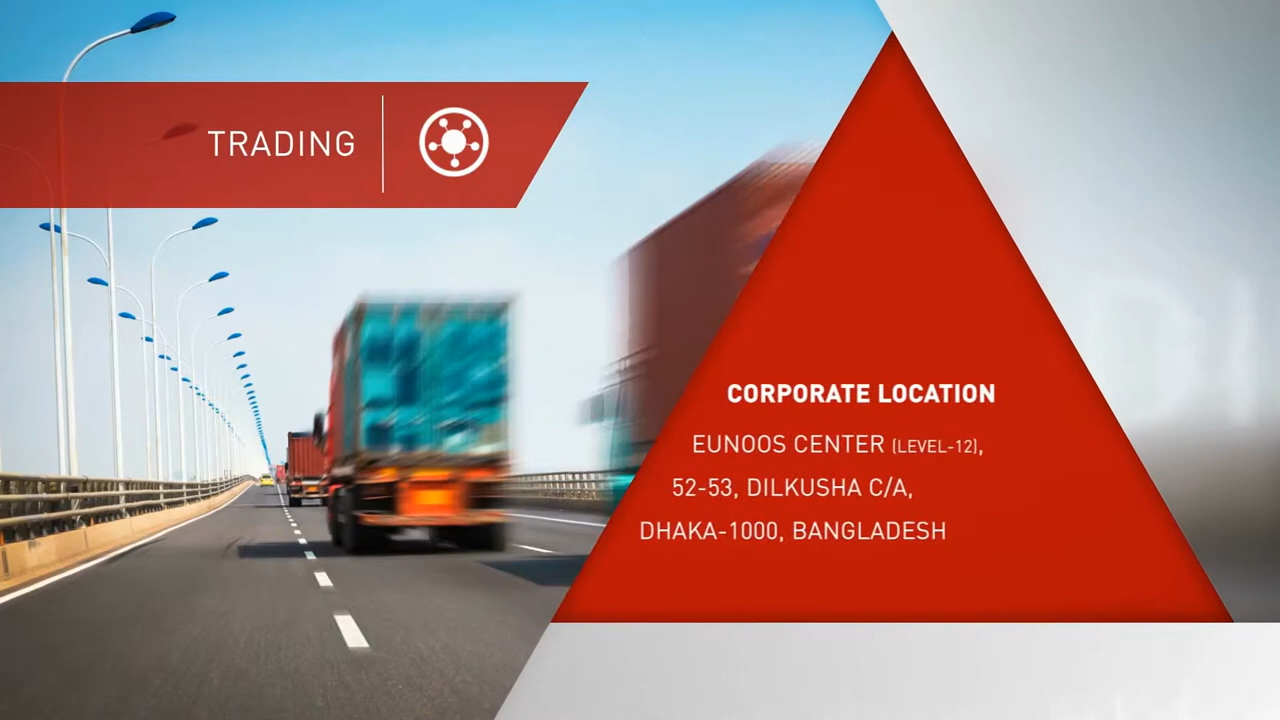 TRADING
CORPORATE LOCATION
EUNOOS CENTER (LEVEL-12),
52-53, DILKUSHA C/A,
DHAKA-1000, BANGLADESH